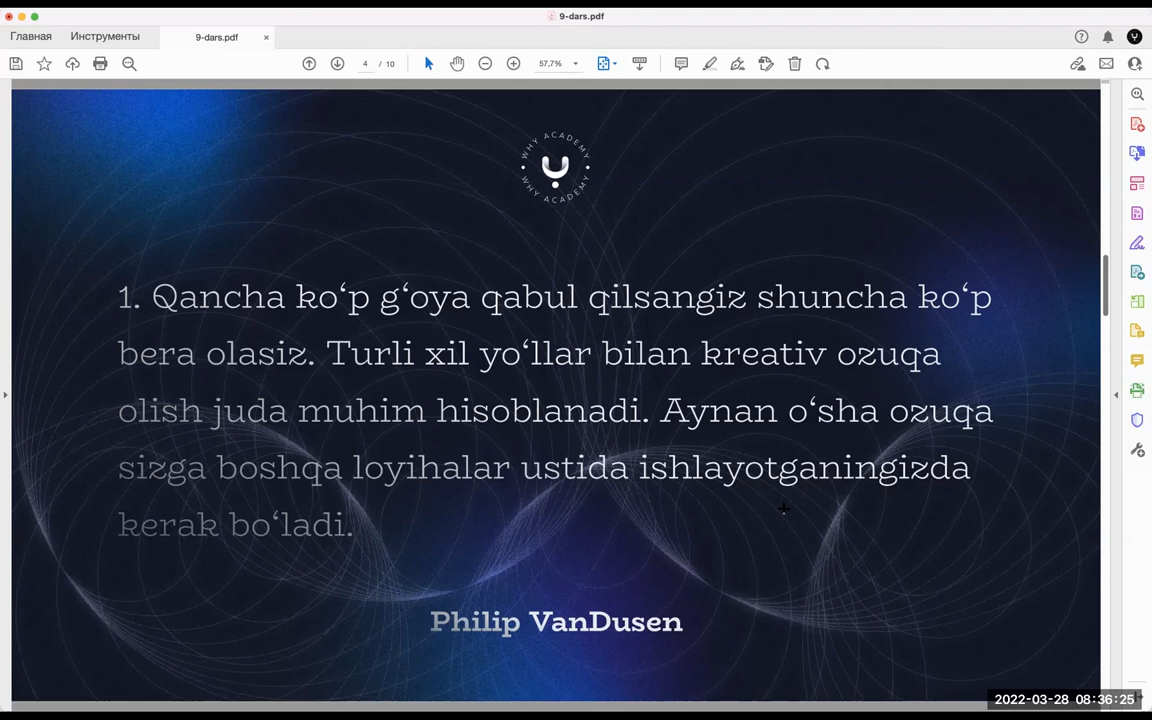 9-dars.pdf
Главная Инструменты 9-dars.pdf ×
4 / 10 57,7%
WHY ACADEMY
WHY ACADEMY
1. Qancha ko‘p g‘oya qabul qilsangiz shuncha ko‘p
bera olasiz. Turli xil yo‘llar bilan kreativ ozuqa
olish juda muhim hisoblanadi. Aynan o‘sha ozuqa
sizga boshqa loyihalar ustida ishlayotganingizda
kerak bo‘ladi.
Philip VanDusen
2022-03-28 08:36:25